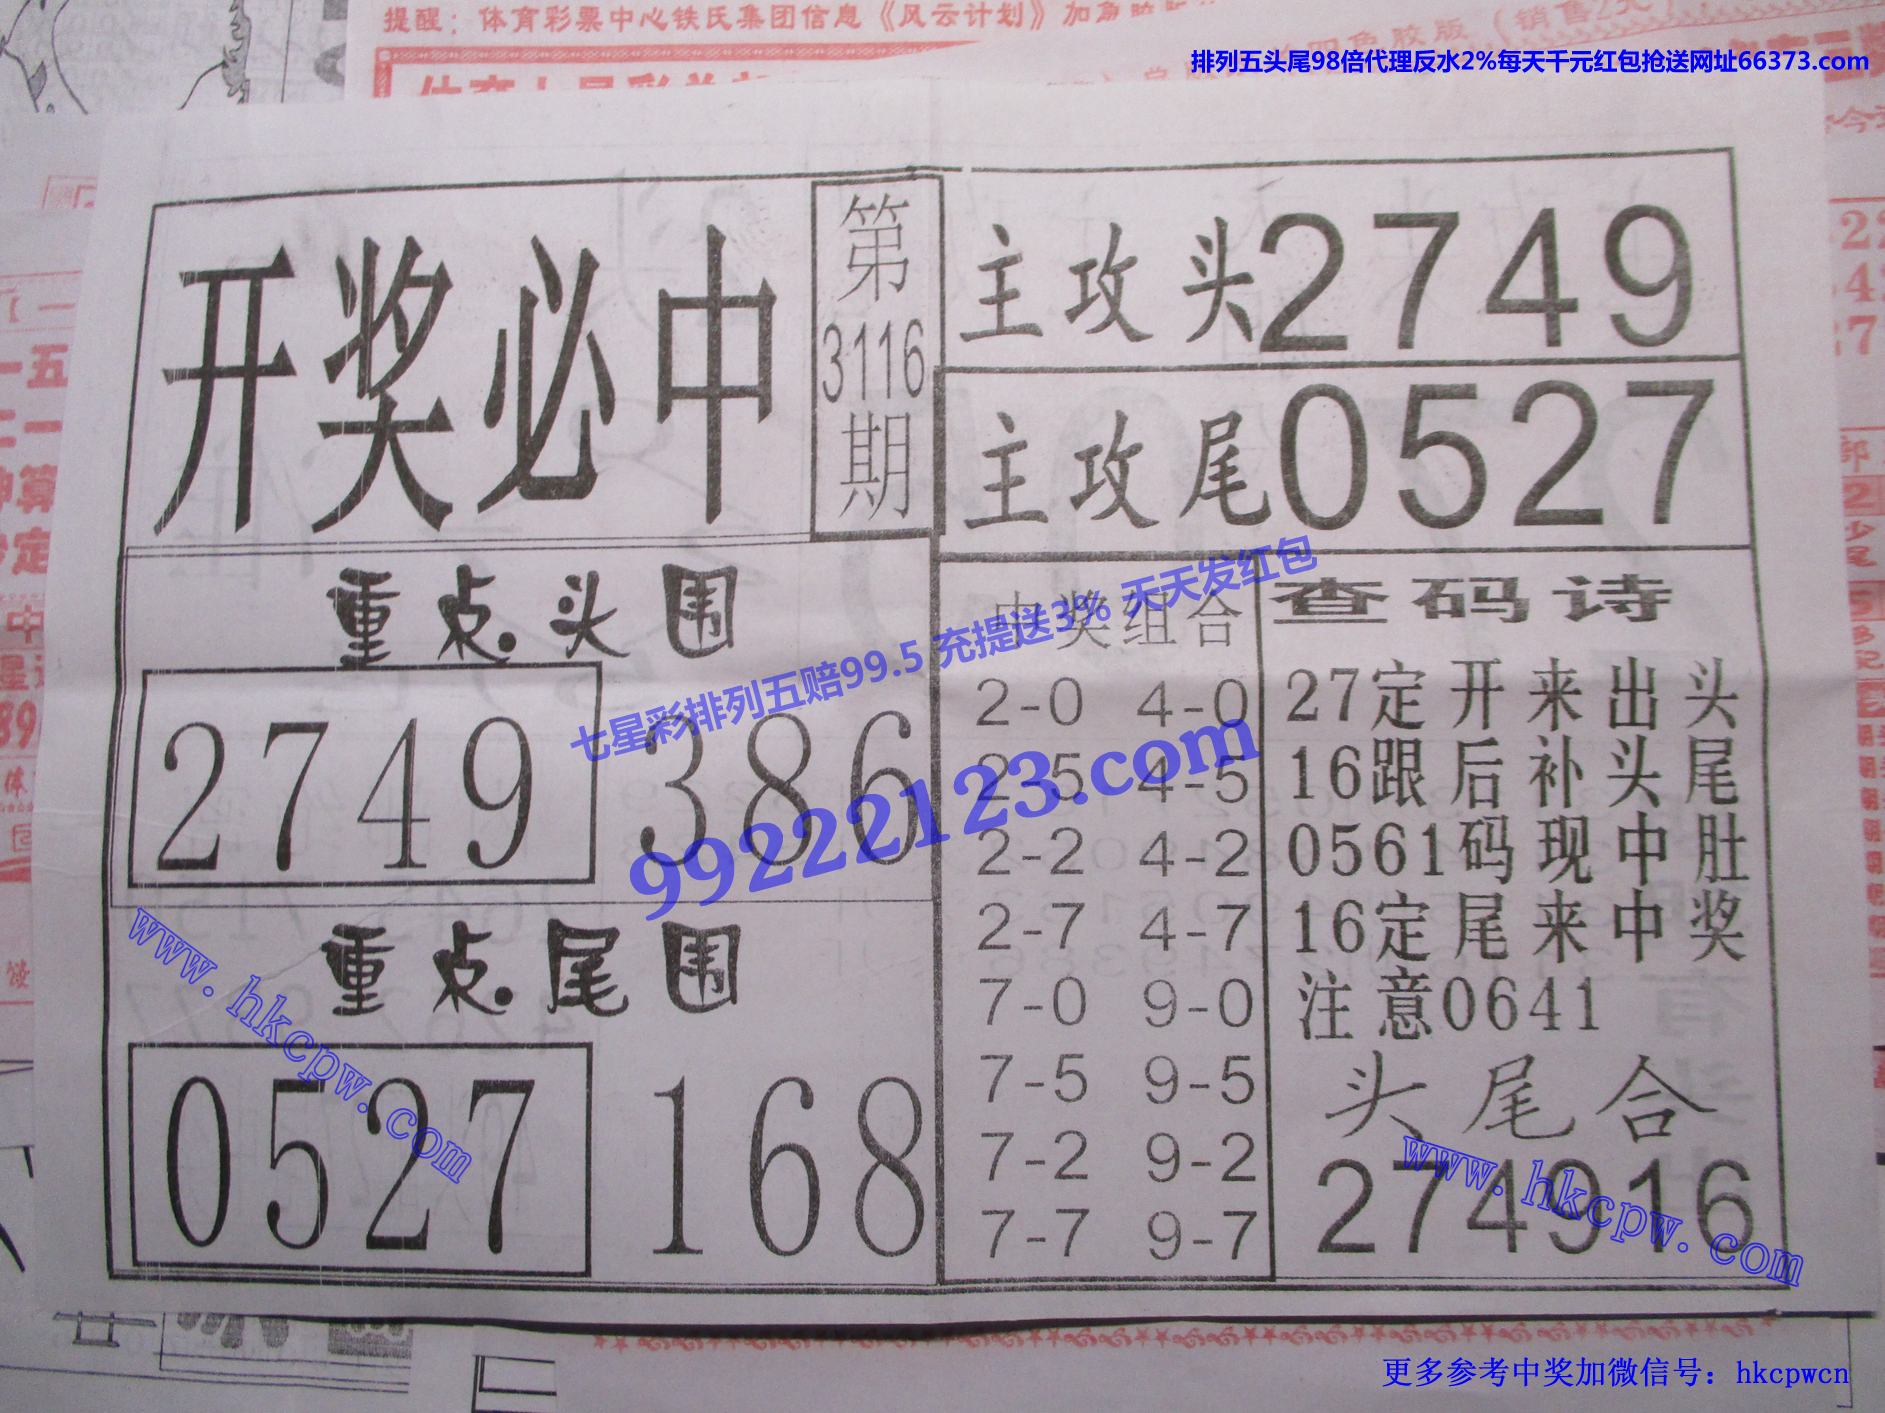 提醒：体育彩票中心铁氏集团信息《风云计划》加
排列五头尾98倍代理反水2%每天千元红包抢送网址66373.com
开奖必中
第
3116
期
主攻头2749
主攻尾0527
重点头围
2749 386
重点尾围
0527 168
中奖组合
2-0 4-0
2-5 4-5
2-2 4-2
2-7 4-7
7-0 9-0
7-5 9-5
7-2 9-2
7-7 9-7
查码诗
27定开来出头
16跟后补头尾
0561码现中肚
16定尾来中奖
注意0641
头尾合
274916
七星彩排列五赔99.5 充提送3% 天天发红包
99222123.com
www.hkcpw.com
www.hkcpw.com
更多参考中奖加微信号：hkcpwcn